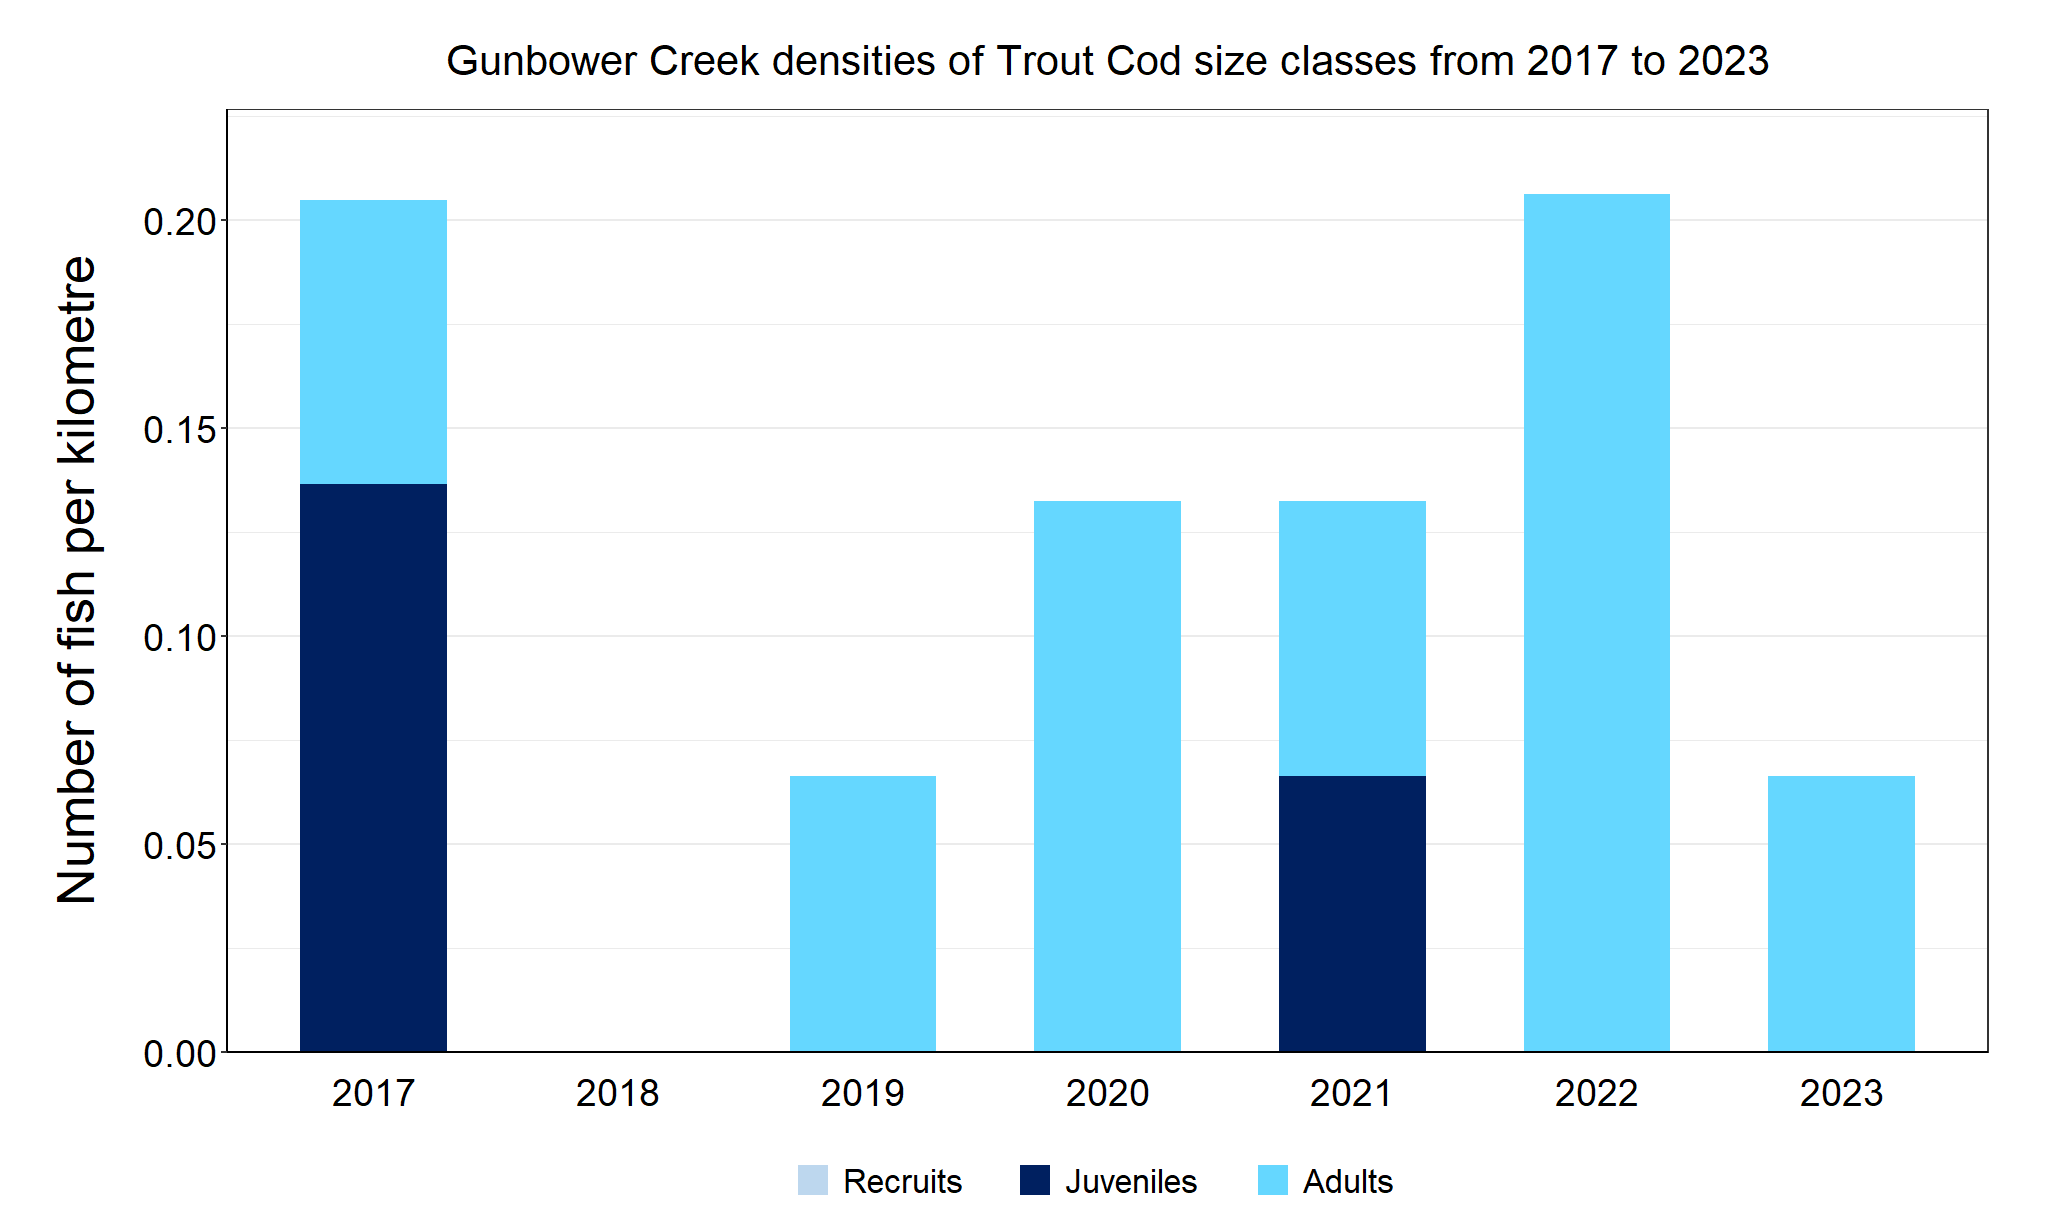 Gunbower Creek densities of Trout Cod size classes from 2017 to 2023
Number of fish per kilometre
0.20
0.15
0.10
0.05
0.00
2017 2018 2019 2020 2021 2022 2023
Recruits Juveniles Adults